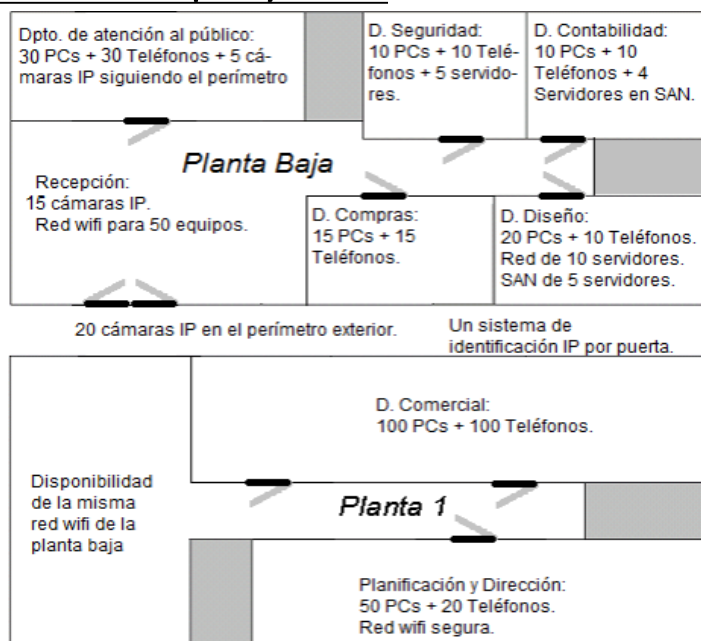 Dpto. de atención al público:
30 PCs + 30 Teléfonos + 5 cá-
maras IP siguiendo el perímetro
D. Seguridad:
10 PCs + 10 Telé-
fonos + 5 servido-
res.
D. Contabilidad:
10 PCs + 10
Teléfonos + 4
Servidores en SAN.
Planta Baja
Recepción:
15 cámaras IP.
Red wifi para 50 equipos.
D. Compras:
15 PCs + 15
Teléfonos.
D. Diseño:
20 PCs + 10 Teléfonos.
Red de 10 servidores.
SAN de 5 servidores.
20 cámaras IP en el perímetro exterior.
Un sistema de
identificación IP por puerta.
D. Comercial:
100 PCs + 100 Teléfonos.
Disponibilidad
de la misma
red wifi de la
planta baja
Planta 1
Planificación y Dirección:
50 PCs + 20 Teléfonos.
Red wifi segura.